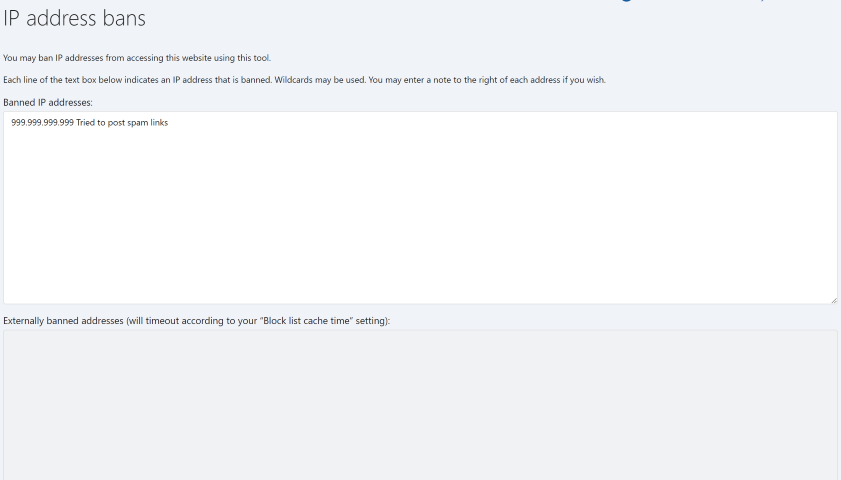 IP address bans
You may ban IP addresses from accessing this website using this tool.
Each line of the text box below indicates an IP address that is banned. Wildcards may be used. You may enter a note to the right of each address if you wish.
Banned IP addresses:
999.999.999.999 Tried to post spam links
Externally banned addresses (will timeout according to your “Block list cache time” setting):